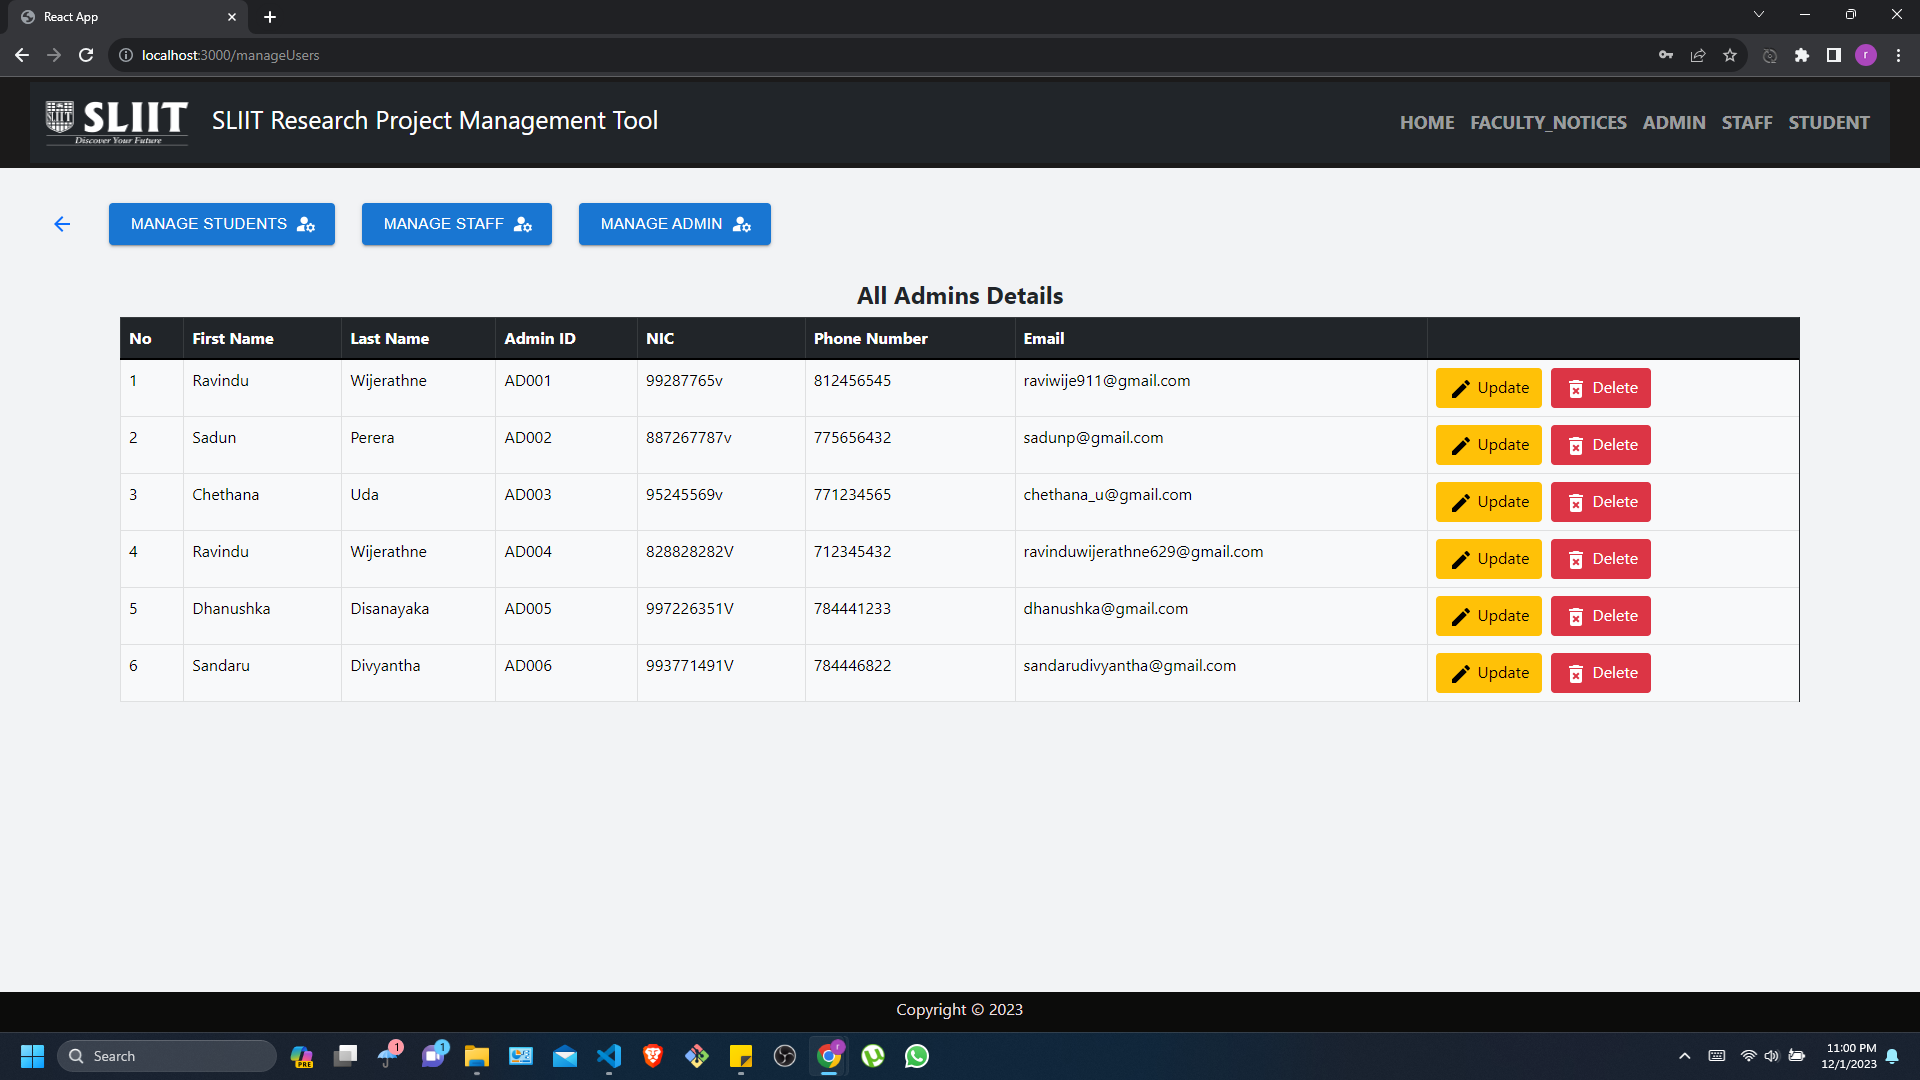 React App
localhost:3000/manageUsers
r
SLIIT
SLIIT
Discover Your Future
SLIIT Research Project Management Tool
HOME FACULTY_NOTICES ADMIN STAFF STUDENT
MANAGE STUDENTS MANAGE STAFF MANAGE ADMIN
All Admins Details
No First Name Last Name Admin ID NIC Phone Number Email
1 Ravindu Wijerathne AD001 99287765v 812456545 raviwije911@gmail.com Update Delete
2 Sadun Perera AD002 887267787v 775656432 sadunp@gmail.com Update Delete
3 Chethana Uda AD003 95245569v 771234565 chethana_u@gmail.com Update Delete
4 Ravindu Wijerathne AD004 828828282V 712345432 ravinduwijerathne629@gmail.com Update Delete
5 Dhanushka Disanayaka AD005 997226351V 784441233 dhanushka@gmail.com Update Delete
6 Sandaru Divyantha AD006 993771491V 784446822 sandarudivyantha@gmail.com Update Delete
Copyright © 2023
Search PRE 1 1 r 11:00 PM
12/1/2023